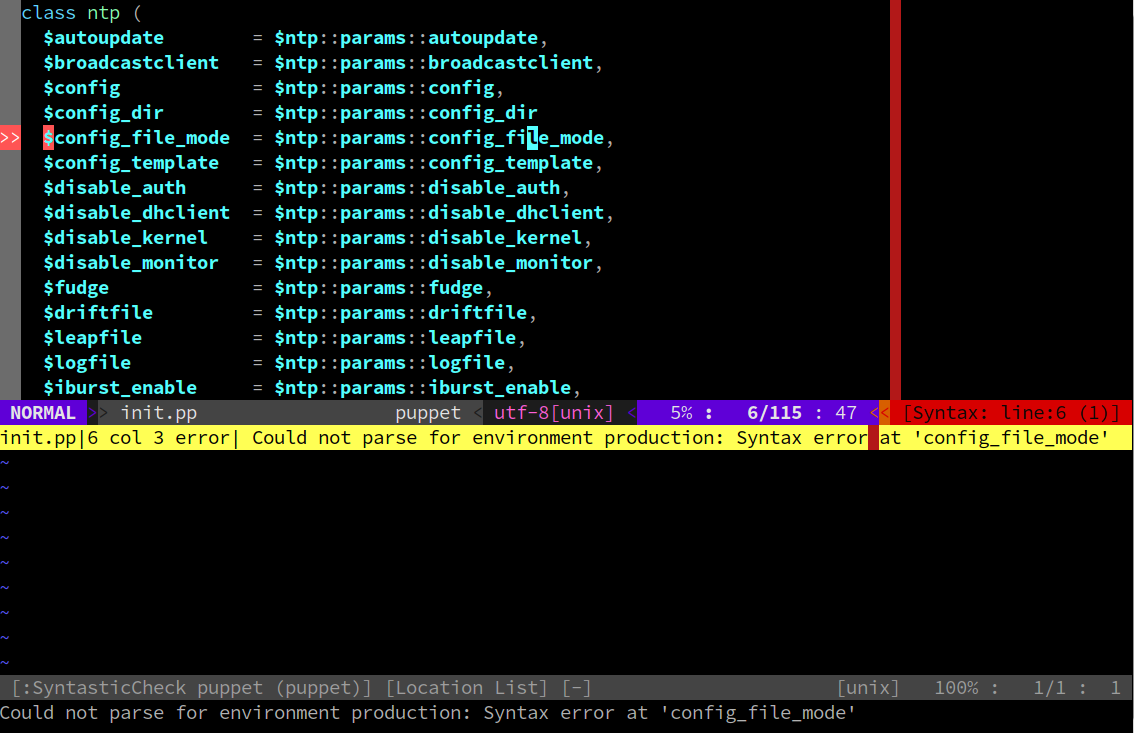 class ntp (
  $autoupdate        = $ntp::params::autoupdate,
  $broadcastclient   = $ntp::params::broadcastclient,
  $config            = $ntp::params::config,
  $config_dir        = $ntp::params::config_dir
>> $config_file_mode  = $ntp::params::config_file_mode,
  $config_template   = $ntp::params::config_template,
  $disable_auth      = $ntp::params::disable_auth,
  $disable_dhclient  = $ntp::params::disable_dhclient,
  $disable_kernel    = $ntp::params::disable_kernel,
  $disable_monitor   = $ntp::params::disable_monitor,
  $fudge             = $ntp::params::fudge,
  $driftfile         = $ntp::params::driftfile,
  $leapfile          = $ntp::params::leapfile,
  $logfile           = $ntp::params::logfile,
  $iburst_enable     = $ntp::params::iburst_enable,
NORMAL >> init.pp puppet < utf-8[unix] < 5% : 6/115 : 47 << [Syntax: line:6 (1)]
init.pp|6 col 3 error| Could not parse for environment production: Syntax error at 'config_file_mode'
~
~
~
~
~
~
~
~
~
[:SyntasticCheck puppet (puppet)] [Location List] [-] [unix] 100% : 1/1 : 1
Could not parse for environment production: Syntax error at 'config_file_mode'